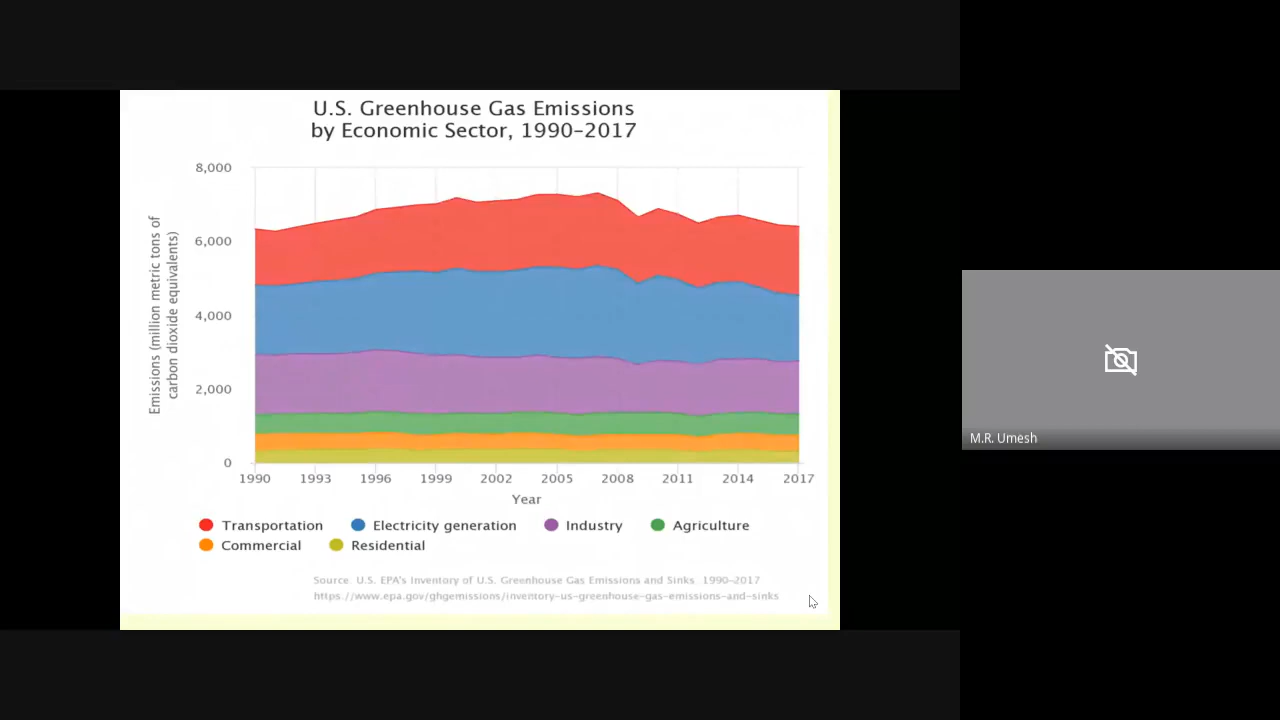 U.S. Greenhouse Gas Emissions
by Economic Sector, 1990–2017
Emissions (million metric tons of
carbon dioxide equivalents)
8,000
6,000
4,000
2,000
0
1990 1993 1996 1999 2002 2005 2008 2011 2014 2017
Year
Transportation Electricity generation Industry Agriculture
Commercial Residential
Source: U.S. EPA's Inventory of U.S. Greenhouse Gas Emissions and Sinks: 1990–2017
https://www.epa.gov/ghgemissions/inventory-us-greenhouse-gas-emissions-and-sinks
M.R. Umesh